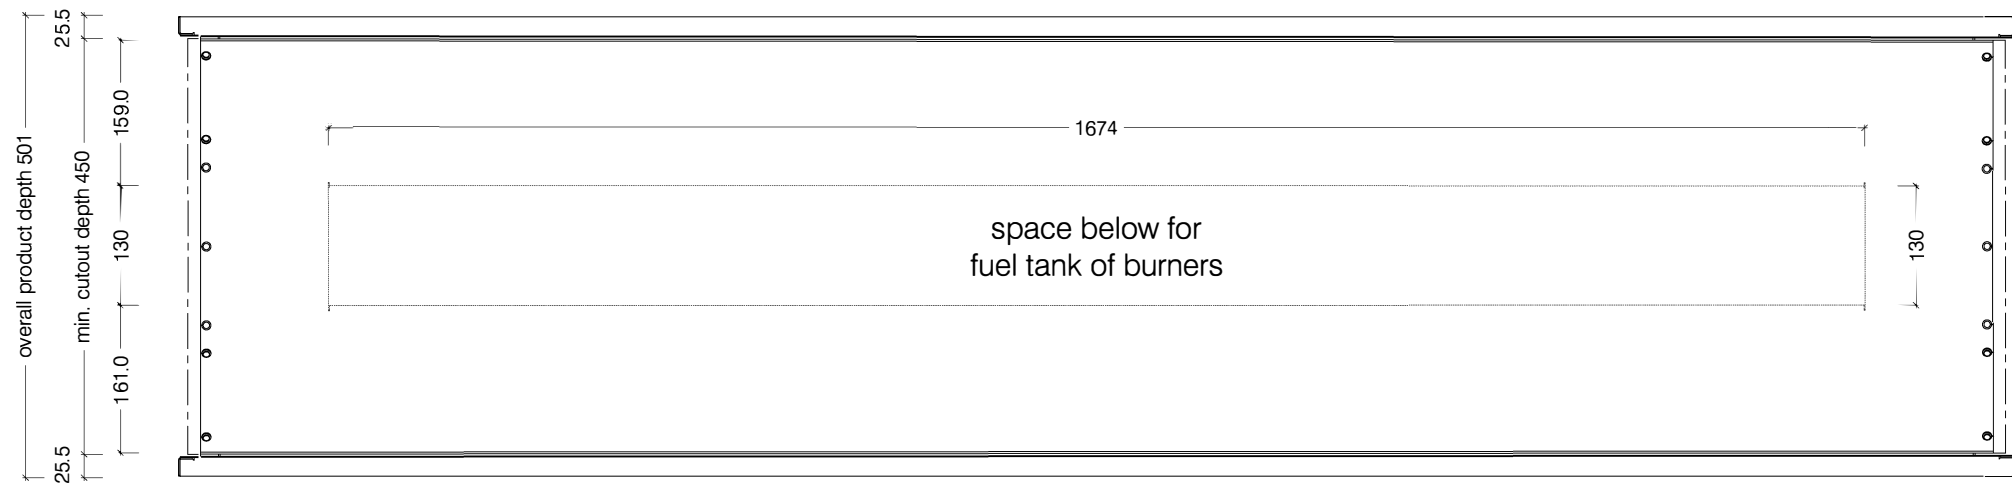 overall product depth 501
25.5
min. cutout depth 450
25.5
159.0
130
161.0
1674
space below for
fuel tank of burners
130